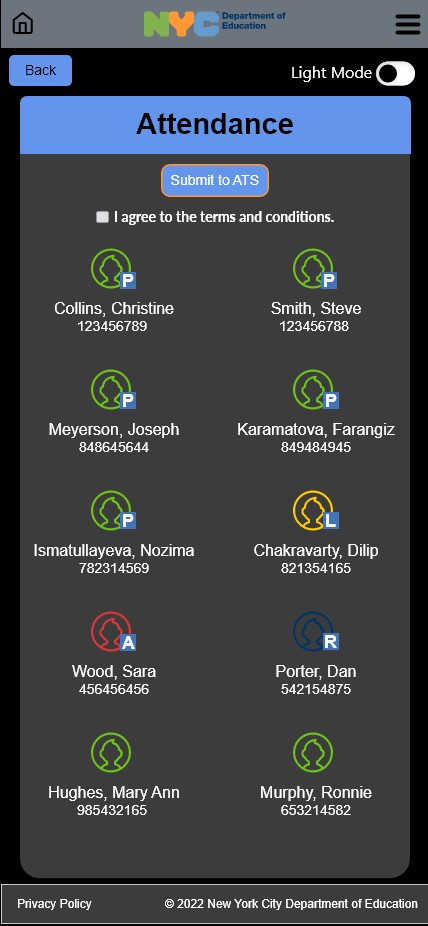 NYC Department of
Education
Back
Light Mode
Attendance
Submit to ATS
I agree to the terms and conditions.
P
P
Collins, Christine
Smith, Steve
123456789
123456788
P
P
Meyerson, Joseph
Karamatova, Farangiz
848645644
849484945
P
L
Ismatullayeva, Nozima
Chakravarty, Dilip
782314569
821354165
A
R
Wood, Sara
Porter, Dan
456456456
542154875
Hughes, Mary Ann
Murphy, Ronnie
985432165
653214582
Privacy Policy
© 2022 New York City Department of Education